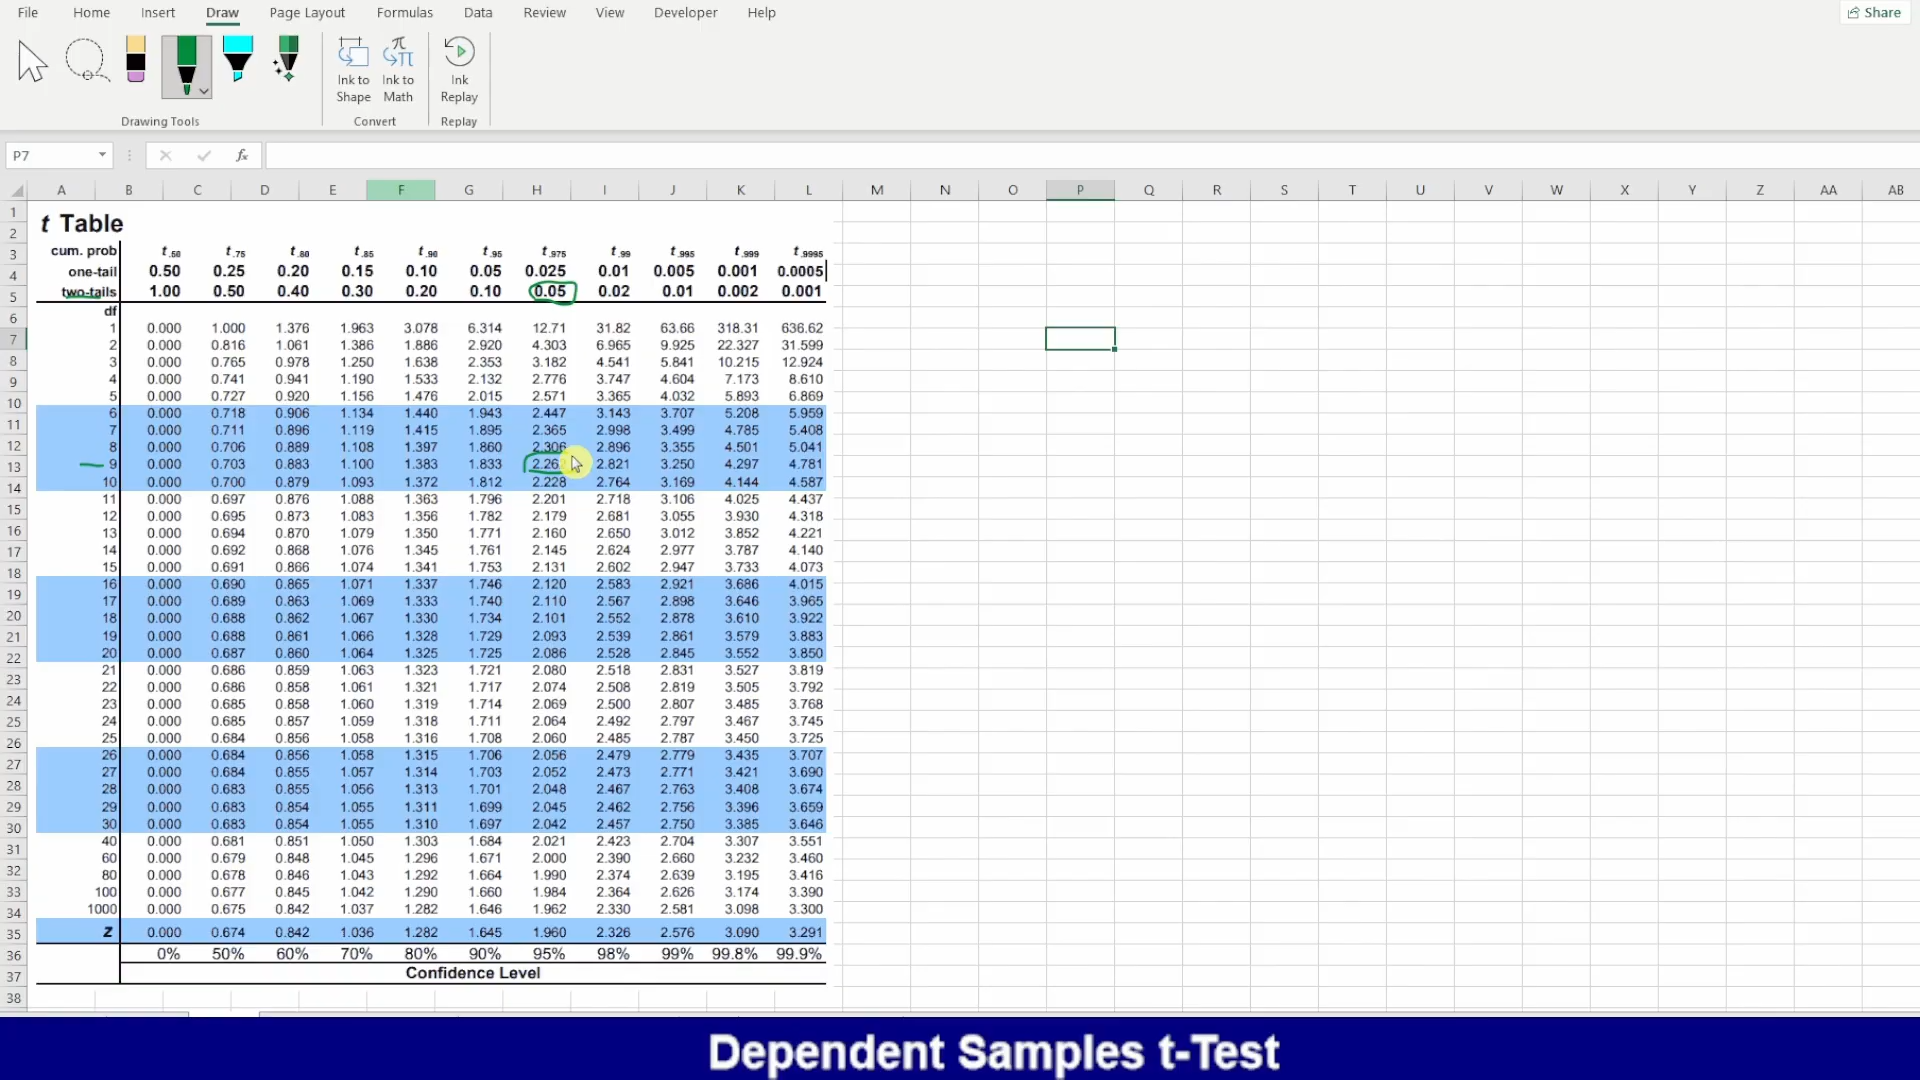 File Home Insert Draw Page Layout Formulas Data Review View Developer Help Share
Ink to Shape Ink to Math Ink Replay
Drawing Tools Convert Replay
P7 fx
A B C D E F G H I J K L M N O P Q R S T U V W X Y Z AA AB
1
2
3
4
5
6
7
8
9
10
11
12
13
14
15
16
17
18
19
20
21
22
23
24
25
26
27
28
29
30
31
32
33
34
35
36
37
38
t Table
cum. prob t .50 t .75 t .80 t .85 t .90 t .95 t .975 t .99 t .995 t .999 t .9995
one-tail 0.50 0.25 0.20 0.15 0.10 0.05 0.025 0.01 0.005 0.001 0.0005
two-tails 1.00 0.50 0.40 0.30 0.20 0.10 0.05 0.02 0.01 0.002 0.001
df
1 0.000 1.000 1.376 1.963 3.078 6.314 12.71 31.82 63.66 318.31 636.62
2 0.000 0.816 1.061 1.386 1.886 2.920 4.303 6.965 9.925 22.327 31.599
3 0.000 0.765 0.978 1.250 1.638 2.353 3.182 4.541 5.841 10.215 12.924
4 0.000 0.741 0.941 1.190 1.533 2.132 2.776 3.747 4.604 7.173 8.610
5 0.000 0.727 0.920 1.156 1.476 2.015 2.571 3.365 4.032 5.893 6.869
6 0.000 0.718 0.906 1.134 1.440 1.943 2.447 3.143 3.707 5.208 5.959
7 0.000 0.711 0.896 1.119 1.415 1.895 2.365 2.998 3.499 4.785 5.408
8 0.000 0.706 0.889 1.108 1.397 1.860 2.306 2.896 3.355 4.501 5.041
9 0.000 0.703 0.883 1.100 1.383 1.833 2.821 3.250 4.297 4.781
10 0.000 0.700 0.879 1.093 1.372 1.812 2.228 2.764 3.169 4.144 4.587
11 0.000 0.697 0.876 1.088 1.363 1.796 2.201 2.718 3.106 4.025 4.437
12 0.000 0.695 0.873 1.083 1.356 1.782 2.179 2.681 3.055 3.930 4.318
13 0.000 0.694 0.870 1.079 1.350 1.771 2.160 2.650 3.012 3.852 4.221
14 0.000 0.692 0.868 1.076 1.345 1.761 2.145 2.624 2.977 3.787 4.140
15 0.000 0.691 0.866 1.074 1.341 1.753 2.131 2.602 2.947 3.733 4.073
16 0.000 0.690 0.865 1.071 1.337 1.746 2.120 2.583 2.921 3.686 4.015
17 0.000 0.689 0.863 1.069 1.333 1.740 2.110 2.567 2.898 3.646 3.965
18 0.000 0.688 0.862 1.067 1.330 1.734 2.101 2.552 2.878 3.610 3.922
19 0.000 0.688 0.861 1.066 1.328 1.729 2.093 2.539 2.861 3.579 3.883
20 0.000 0.687 0.860 1.064 1.325 1.725 2.086 2.528 2.845 3.552 3.850
21 0.000 0.686 0.859 1.063 1.323 1.721 2.080 2.518 2.831 3.527 3.819
22 0.000 0.686 0.858 1.061 1.321 1.717 2.074 2.508 2.819 3.505 3.792
23 0.000 0.685 0.858 1.060 1.319 1.714 2.069 2.500 2.807 3.485 3.768
24 0.000 0.685 0.857 1.059 1.318 1.711 2.064 2.492 2.797 3.467 3.745
25 0.000 0.684 0.856 1.058 1.316 1.708 2.060 2.485 2.787 3.450 3.725
26 0.000 0.684 0.856 1.058 1.315 1.706 2.056 2.479 2.779 3.435 3.707
27 0.000 0.684 0.855 1.057 1.314 1.703 2.052 2.473 2.771 3.421 3.690
28 0.000 0.683 0.855 1.056 1.313 1.701 2.048 2.467 2.763 3.408 3.674
29 0.000 0.683 0.854 1.055 1.311 1.699 2.045 2.462 2.756 3.396 3.659
30 0.000 0.683 0.854 1.055 1.310 1.697 2.042 2.457 2.750 3.385 3.646
40 0.000 0.681 0.851 1.050 1.303 1.684 2.021 2.423 2.704 3.307 3.551
60 0.000 0.679 0.848 1.045 1.296 1.671 2.000 2.390 2.660 3.232 3.460
80 0.000 0.678 0.846 1.043 1.292 1.664 1.990 2.374 2.639 3.195 3.416
100 0.000 0.677 0.845 1.042 1.290 1.660 1.984 2.364 2.626 3.174 3.390
1000 0.000 0.675 0.842 1.037 1.282 1.646 1.962 2.330 2.581 3.098 3.300
Z 0.000 0.674 0.842 1.036 1.282 1.645 1.960 2.326 2.576 3.090 3.291
0% 50% 60% 70% 80% 90% 95% 98% 99% 99.8% 99.9%
Confidence Level
Dependent Samples t-Test